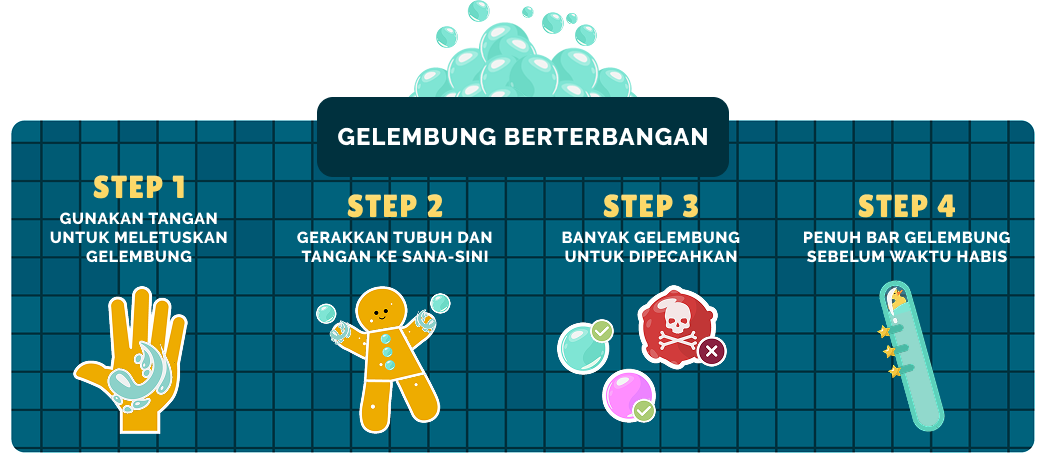 GELEMBUNG BERTERBANGAN
STEP 1
GUNAKAN TANGAN
UNTUK MELETUSKAN
GELEMBUNG
STEP 2
GERAKKAN TUBUH DAN
TANGAN KE SANA-SINI
STEP 3
BANYAK GELEMBUNG
UNTUK DIPECAHKAN
STEP 4
PENUH BAR GELEMBUNG
SEBELUM WAKTU HABIS